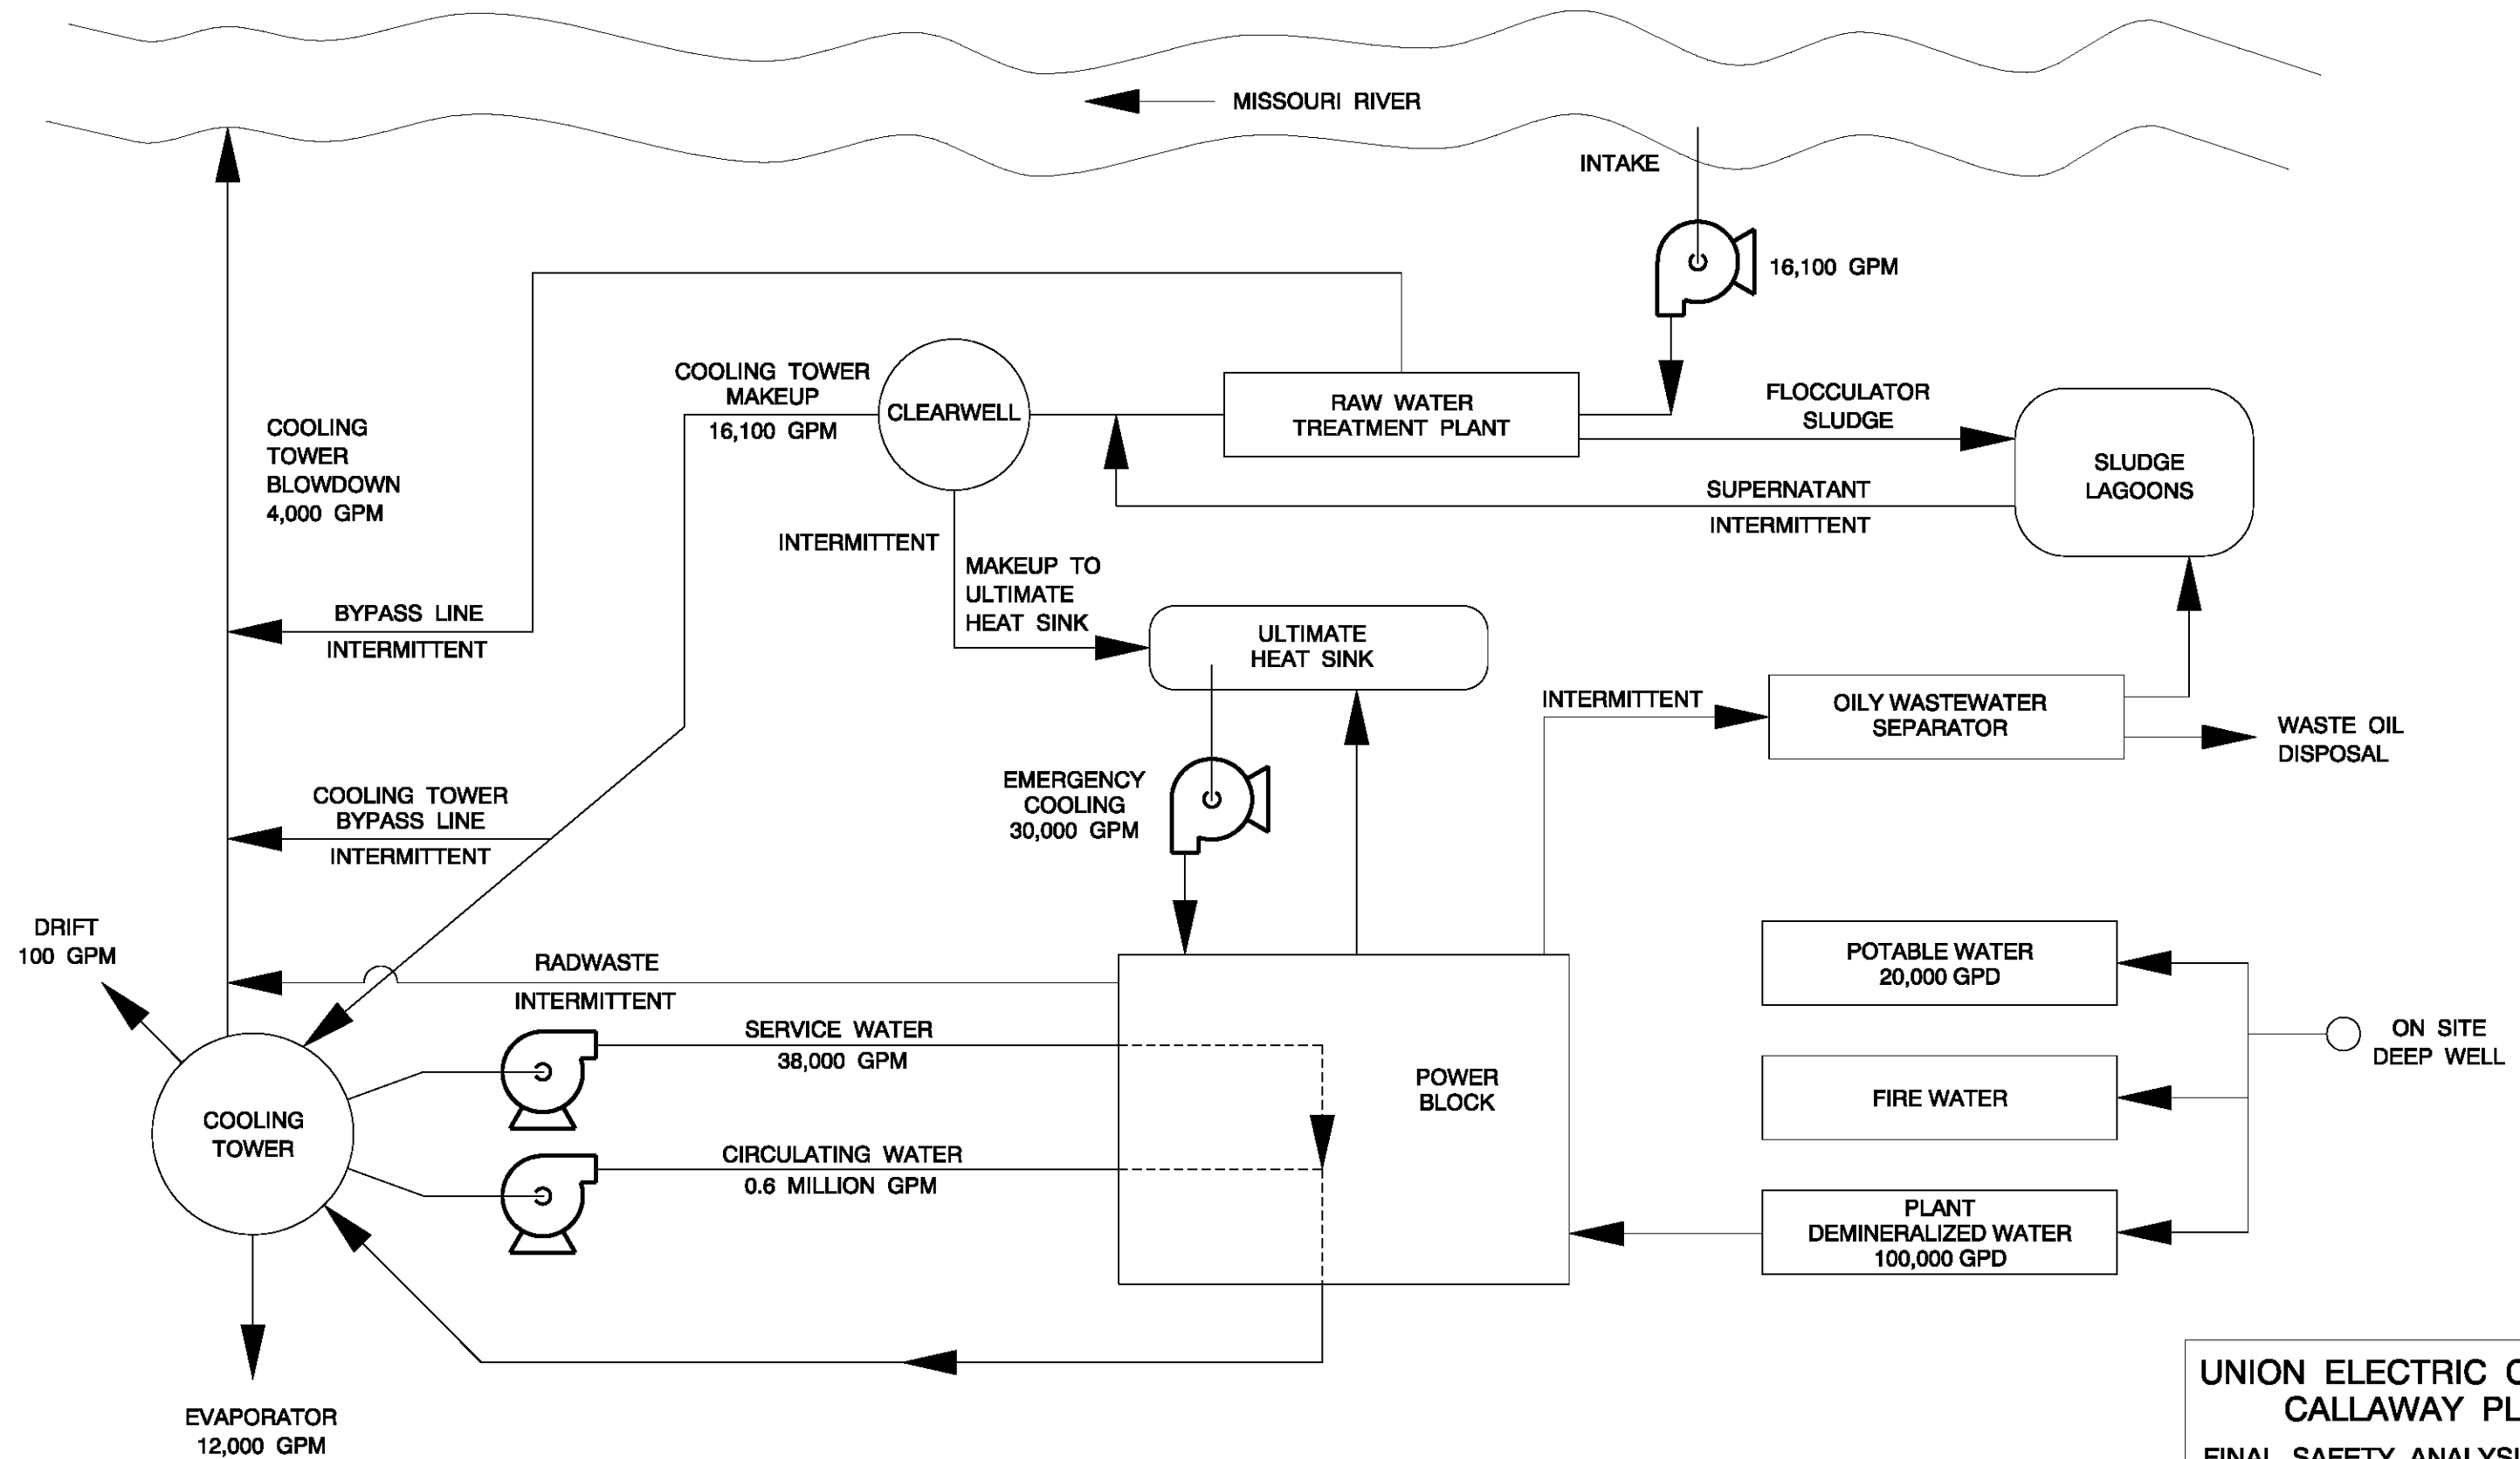 MISSOURI RIVER
INTAKE
16,100 GPM
COOLING TOWER
MAKEUP
16,100 GPM
CLEARWELL
RAW WATER
TREATMENT PLANT
FLOCCULATOR
SLUDGE
SLUDGE
LAGOONS
SUPERNATANT
INTERMITTENT
COOLING
TOWER
BLOWDOWN
4,000 GPM
INTERMITTENT
MAKEUP TO
ULTIMATE
HEAT SINK
BYPASS LINE
INTERMITTENT
ULTIMATE
HEAT SINK
INTERMITTENT
OILY WASTEWATER
SEPARATOR
WASTE OIL
DISPOSAL
EMERGENCY
COOLING
30,000 GPM
COOLING TOWER
BYPASS LINE
INTERMITTENT
DRIFT
100 GPM
RADWASTE
INTERMITTENT
POTABLE WATER
20,000 GPD
SERVICE WATER
38,000 GPM
ON SITE
DEEP WELL
POWER
BLOCK
FIRE WATER
COOLING
TOWER
CIRCULATING WATER
0.6 MILLION GPM
PLANT
DEMINERALIZED WATER
100,000 GPD
EVAPORATOR
12,000 GPM
UNION ELECTRIC
CALLAWAY
FINAL SAFETY